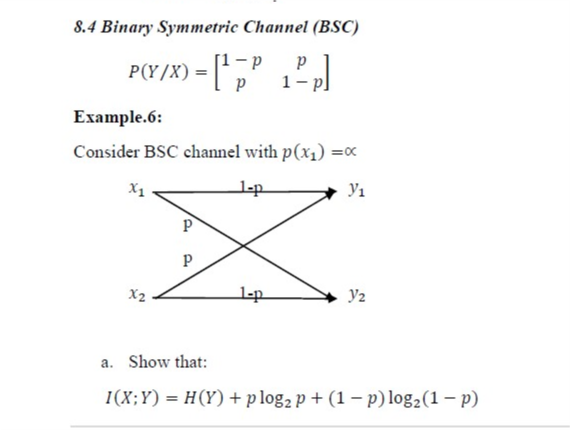 8.4 Binary Symmetric Channel (BSC)
P(Y/X) = [1 − p p
p 1 − p]
Example.6:
Consider BSC channel with p(x₁) =∝
X₁ 1-p y₁
p
p
X₂ 1-p y₂
a. Show that:
I(X; Y) = H(Y) + p log₂ p + (1 − p) log₂(1 − p)